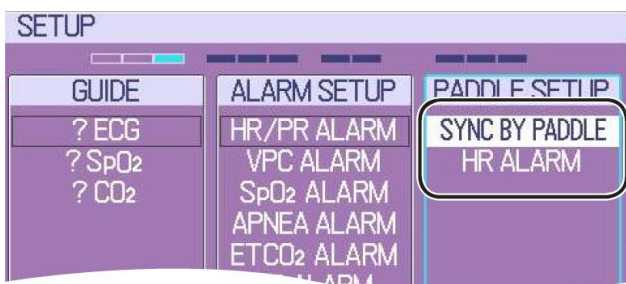 SETUP
GUIDE
? ECG
? SpO2
? CO2
ALARM SETUP
HR/PR ALARM
VPC ALARM
SpO2 ALARM
APNEA ALARM
ETCO2 ALARM
PADDLE SETUP
SYNC BY PADDLE
HR ALARM